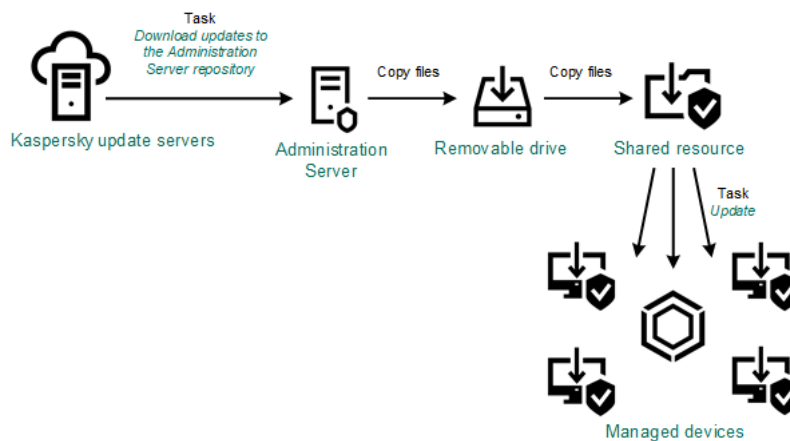 Task
Download updates to
the Administration
Server repository
Copy files
Copy files
Kaspersky update servers
Administration
Server
Removable drive
Shared resource
Task
Update
Managed devices